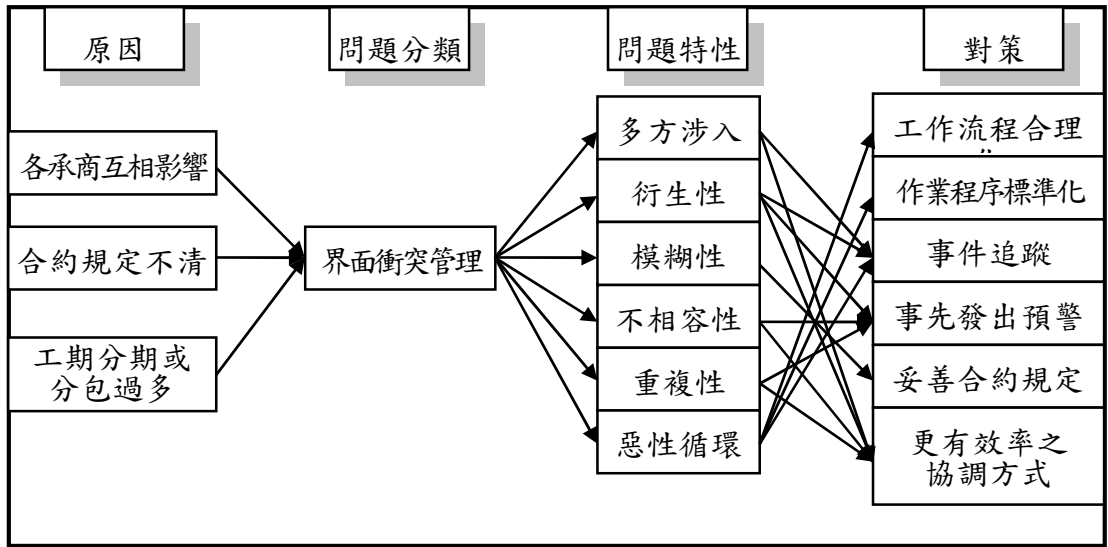 原因
問題分類
問題特性
對策
各承商互相影響
合約規定不清
工期分期或
分包過多
界面衝突管理
多方涉入
衍生性
模糊性
不相容性
重複性
惡性循環
工作流程合理
作業程序標準化
事件追蹤
事先發出預警
妥善合約規定
更有效率之
協調方式